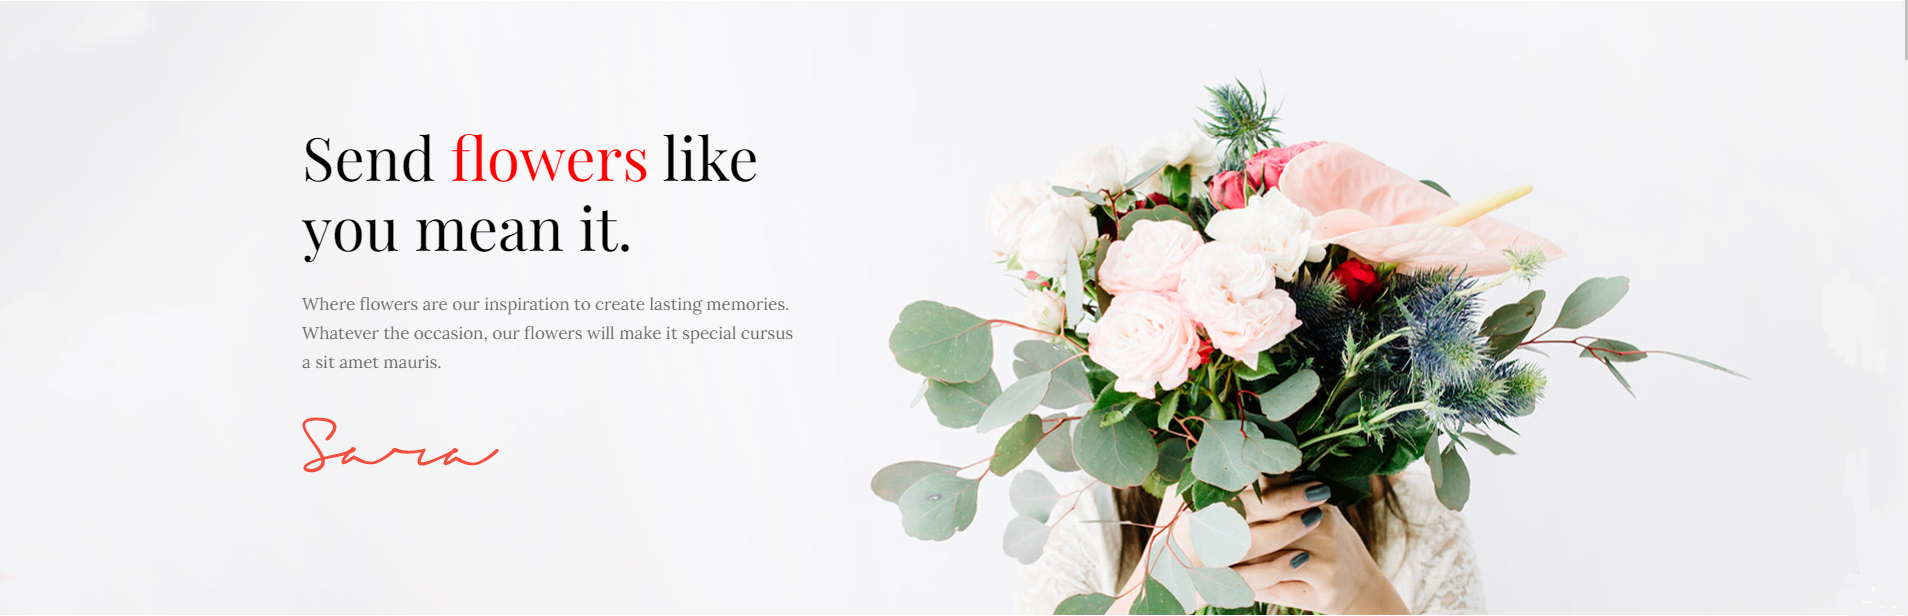 Send flowers like
you mean it.
Where flowers are our inspiration to create lasting memories.
Whatever the occasion, our flowers will make it special cursus
a sit amet mauris.
Sara